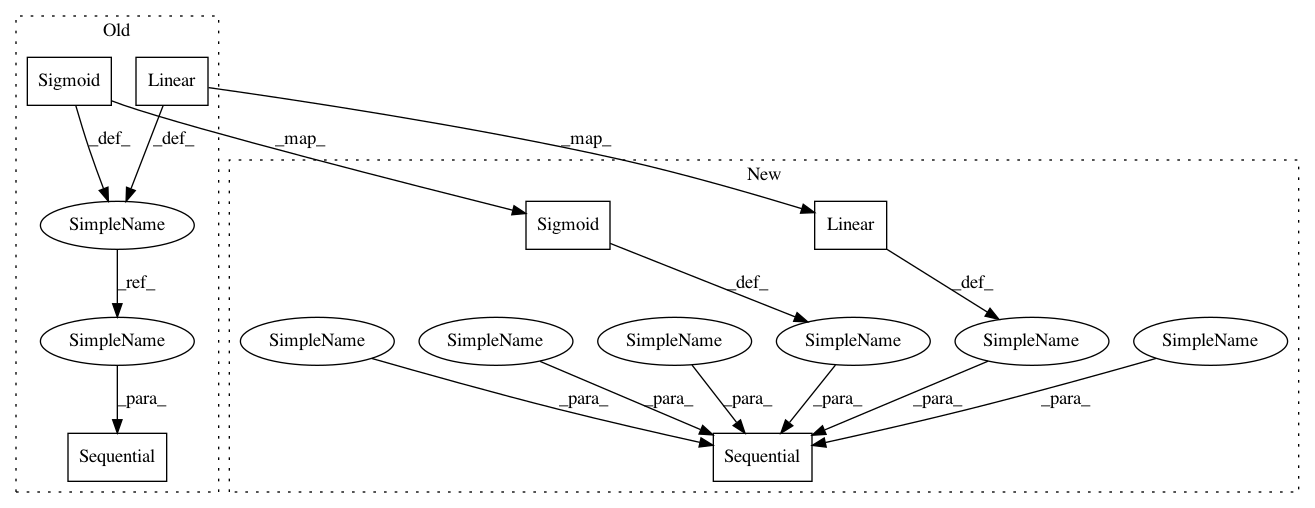 Old
Sigmoid
Linear
_def_
_def_
_map_
_map_
New
SimpleName
Sigmoid
Linear
_ref_
_def_
_def_
SimpleName
SimpleName
SimpleName
SimpleName
SimpleName
SimpleName
SimpleName
_para_
_para_
_para_
_para_
_para_
_para_
_para_
Sequential
Sequential